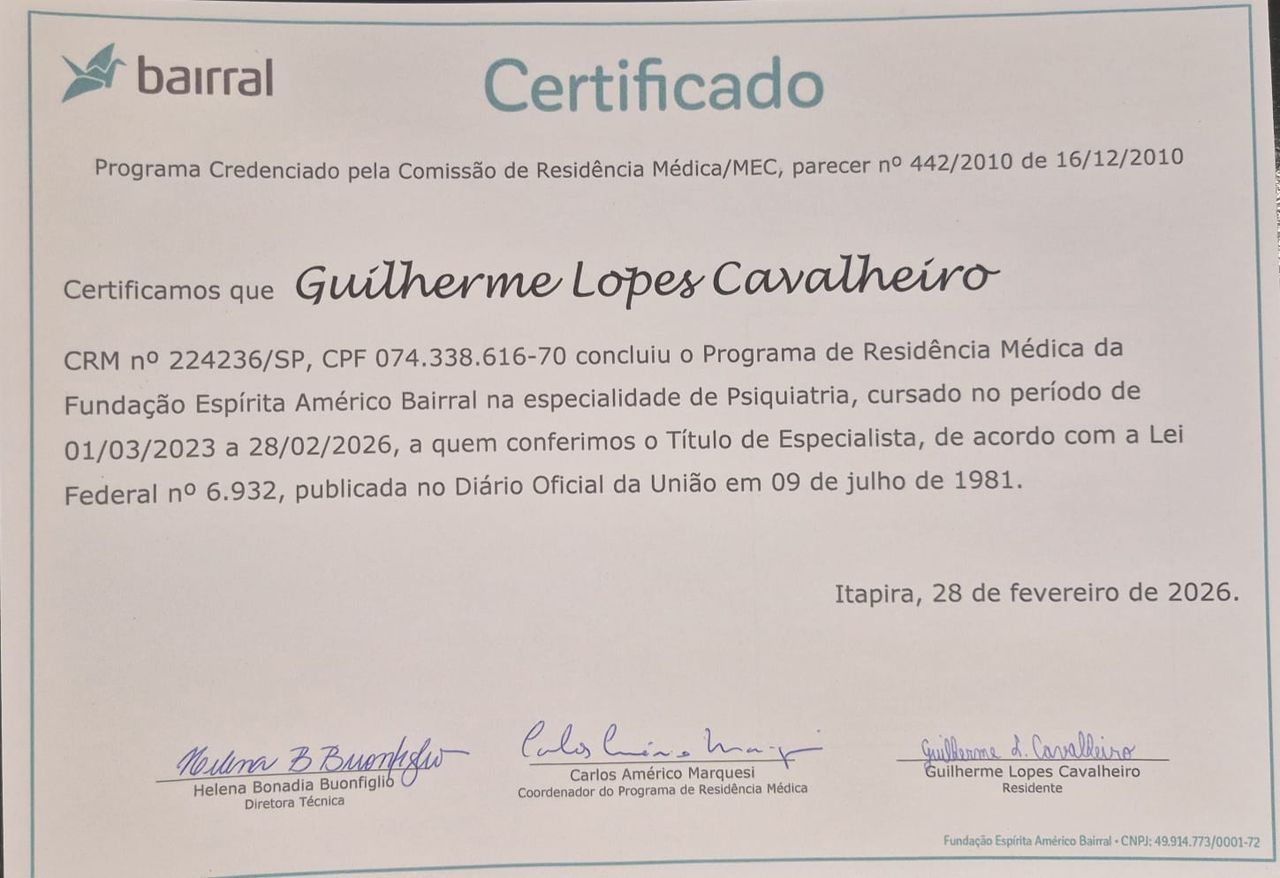 bairral
Certificado
Programa Credenciado pela Comissão de Residência Médica/MEC, parecer nº 442/2010 de 16/12/2010
Certificamos que Guilherme Lopes Cavalheiro
CRM nº 224236/SP, CPF 074.338.616-70 concluiu o Programa de Residência Médica da
Fundação Espírita Américo Bairral na especialidade de Psiquiatria, cursado no período de
01/03/2023 a 28/02/2026, a quem conferimos o Título de Especialista, de acordo com a Lei
Federal nº 6.932, publicada no Diário Oficial da União em 09 de julho de 1981.
Itapira, 28 de fevereiro de 2026.
Helena B Buonfiglio
Helena Bonadia Buonfiglio
Diretora Técnica
Carlos Américo Marquesi
Coordenador do Programa de Residência Médica
Guilherme L. Cavalheiro
Guilherme Lopes Cavalheiro
Residente
Fundação Espírita Américo Bairral • CNPJ: 49.914.773/0001-72